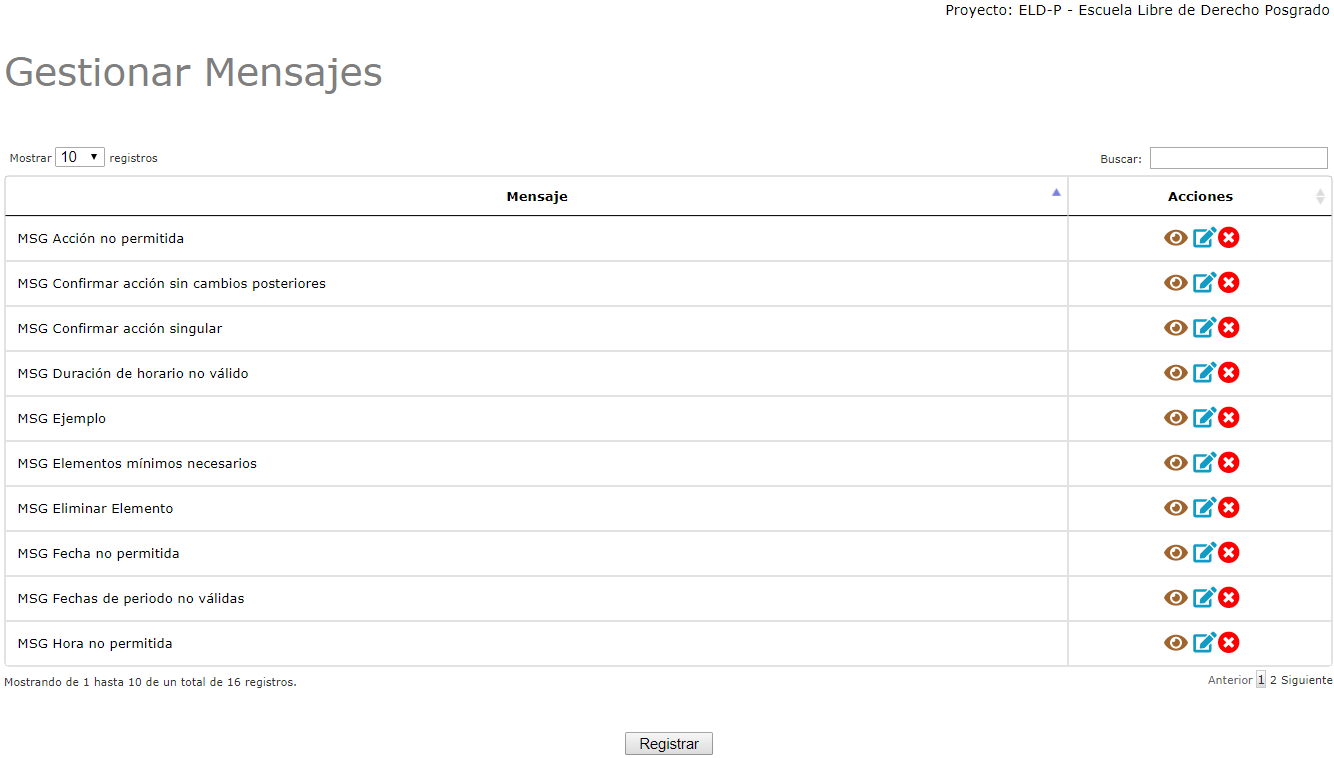 Proyecto: ELD-P - Escuela Libre de Derecho Posgrado
Gestionar Mensajes
Mostrar 10 registros Buscar:
Mensaje Acciones
MSG Acción no permitida
MSG Confirmar acción sin cambios posteriores
MSG Confirmar acción singular
MSG Duración de horario no válido
MSG Ejemplo
MSG Elementos mínimos necesarios
MSG Eliminar Elemento
MSG Fecha no permitida
MSG Fechas de periodo no válidas
MSG Hora no permitida
Mostrando de 1 hasta 10 de un total de 16 registros. Anterior 1 2 Siguiente
Registrar